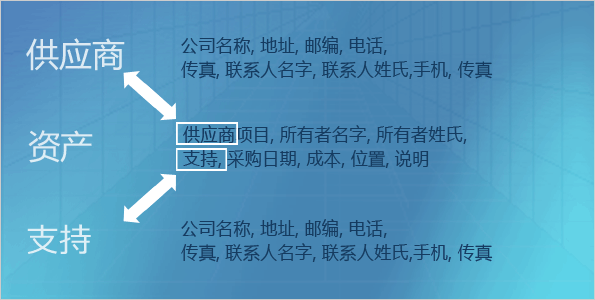 供应商
公司名称, 地址, 邮编, 电话,
传真, 联系人名字, 联系人姓氏,手机, 传真
资产
供应商项目, 所有者名字, 所有者姓氏,
支持, 采购日期, 成本, 位置, 说明
支持
公司名称, 地址, 邮编, 电话,
传真, 联系人名字, 联系人姓氏,手机, 传真